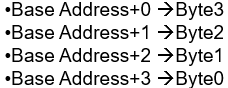 •Base Address+0 →Byte3
•Base Address+1 →Byte2
•Base Address+2 →Byte1
•Base Address+3 →Byte0